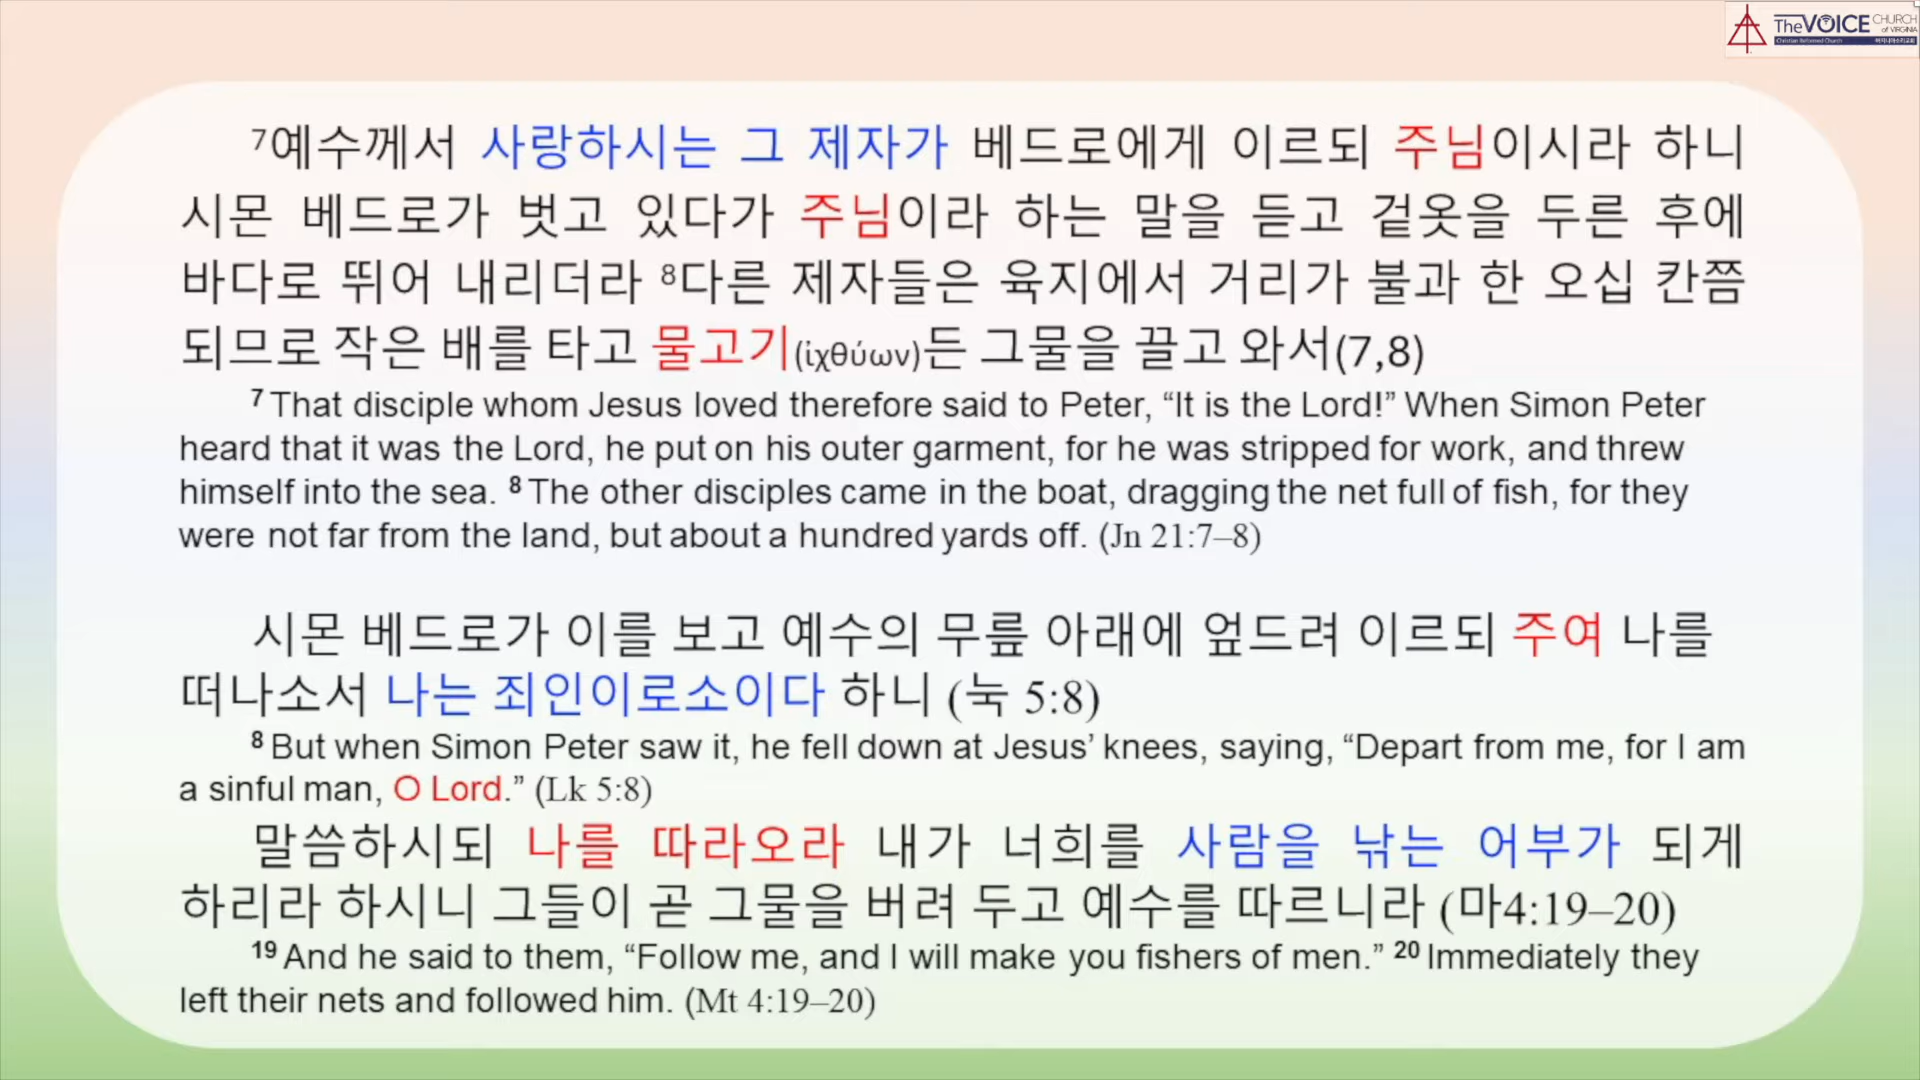 TheVOICE CHURCH
of VIRGINIA
Christian Reformed Church 버지니아소리교회
7예수께서 사랑하시는 그 제자가 베드로에게 이르되 주님이시라 하니
시몬 베드로가 벗고 있다가 주님이라 하는 말을 듣고 겉옷을 두른 후에
바다로 뛰어 내리더라 8다른 제자들은 육지에서 거리가 불과 한 오십 칸쯤
되므로 작은 배를 타고 물고기(ἰχθύων)든 그물을 끌고 와서(7,8)
7 That disciple whom Jesus loved therefore said to Peter, “It is the Lord!” When Simon Peter
heard that it was the Lord, he put on his outer garment, for he was stripped for work, and threw
himself into the sea. 8 The other disciples came in the boat, dragging the net full of fish, for they
were not far from the land, but about a hundred yards off. (Jn 21:7–8)
시몬 베드로가 이를 보고 예수의 무릎 아래에 엎드려 이르되 주여 나를
떠나소서 나는 죄인이로소이다 하니 (눅 5:8)
8 But when Simon Peter saw it, he fell down at Jesus’ knees, saying, “Depart from me, for I am
a sinful man, O Lord.” (Lk 5:8)
말씀하시되 나를 따라오라 내가 너희를 사람을 낚는 어부가 되게
하리라 하시니 그들이 곧 그물을 버려 두고 예수를 따르니라 (마4:19–20)
19 And he said to them, “Follow me, and I will make you fishers of men.” 20 Immediately they
left their nets and followed him. (Mt 4:19–20)